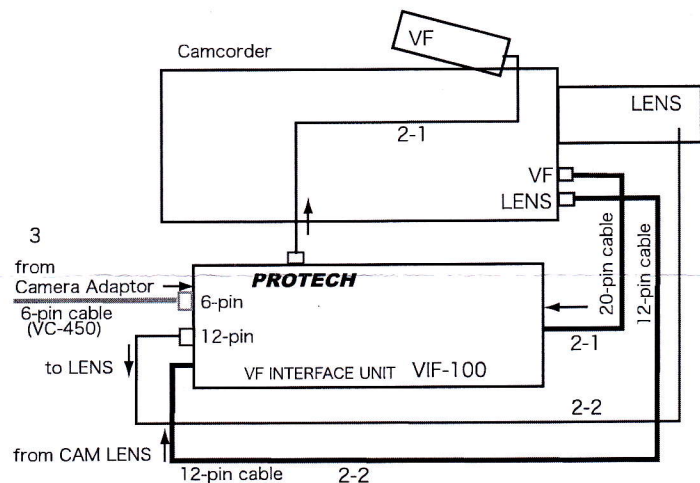 VF
Camcorder
LENS
2-1
VF
LENS
20-pin cable
12-pin cable
3
from
Camera Adaptor
6-pin cable
(VC-450)
PROTECH
6-pin
12-pin
2-1
to LENS
VF INTERFACE UNIT VIF-100
2-2
from CAM LENS
12-pin cable
2-2